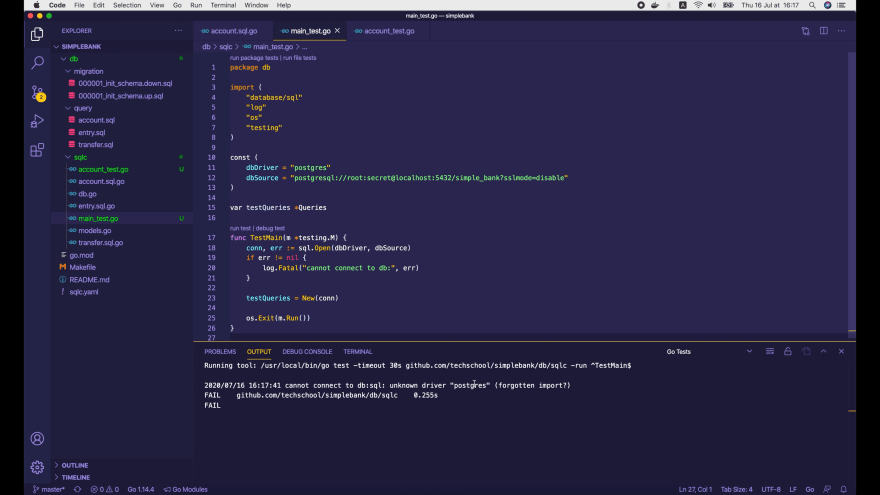 Code File Edit Selection View Go Run Terminal Window Help
Thu 16 Jul at 16:17
main_test.go — simplebank
EXPLORER
account.sql.go
main_test.go
account_test.go
SIMPLEBANK
db > sqlc > main_test.go > ...
db
migration
000001_init_schema.down.sql
000001_init_schema.up.sql
query
account.sql
entry.sql
transfer.sql
sqlc
account_test.go U
account.sql.go
db.go
entry.sql.go
main_test.go U
models.go
transfer.sql.go
go.mod
Makefile
README.md
sqlc.yaml
OUTLINE
TIMELINE
2
run package tests | run file tests
1 package db
2
3 import (
4 "database/sql"
5 "log"
6 "os"
7 "testing"
8 )
9
10 const (
11 dbDriver = "postgres"
12 dbSource = "postgresql://root:secret@localhost:5432/simple_bank?sslmode=disable"
13 )
14
15 var testQueries *Queries
16
run test | debug test
17 func TestMain(m *testing.M) {
18 conn, err := sql.Open(dbDriver, dbSource)
19 if err != nil {
20 log.Fatal("cannot connect to db:", err)
21 }
22
23 testQueries = New(conn)
24
25 os.Exit(m.Run())
26 }
27
PROBLEMS OUTPUT DEBUG CONSOLE TERMINAL
Go Tests
Running tool: /usr/local/bin/go test -timeout 30s github.com/techschool/simplebank/db/sqlc -run ^TestMain$
2020/07/16 16:17:41 cannot connect to db:sql: unknown driver "postgres" (forgotten import?)
FAIL github.com/techschool/simplebank/db/sqlc 0.255s
FAIL
master* 0 0 Go 1.14.4 Go Modules
Ln 27, Col 1 Tab Size: 4 UTF-8 LF Go